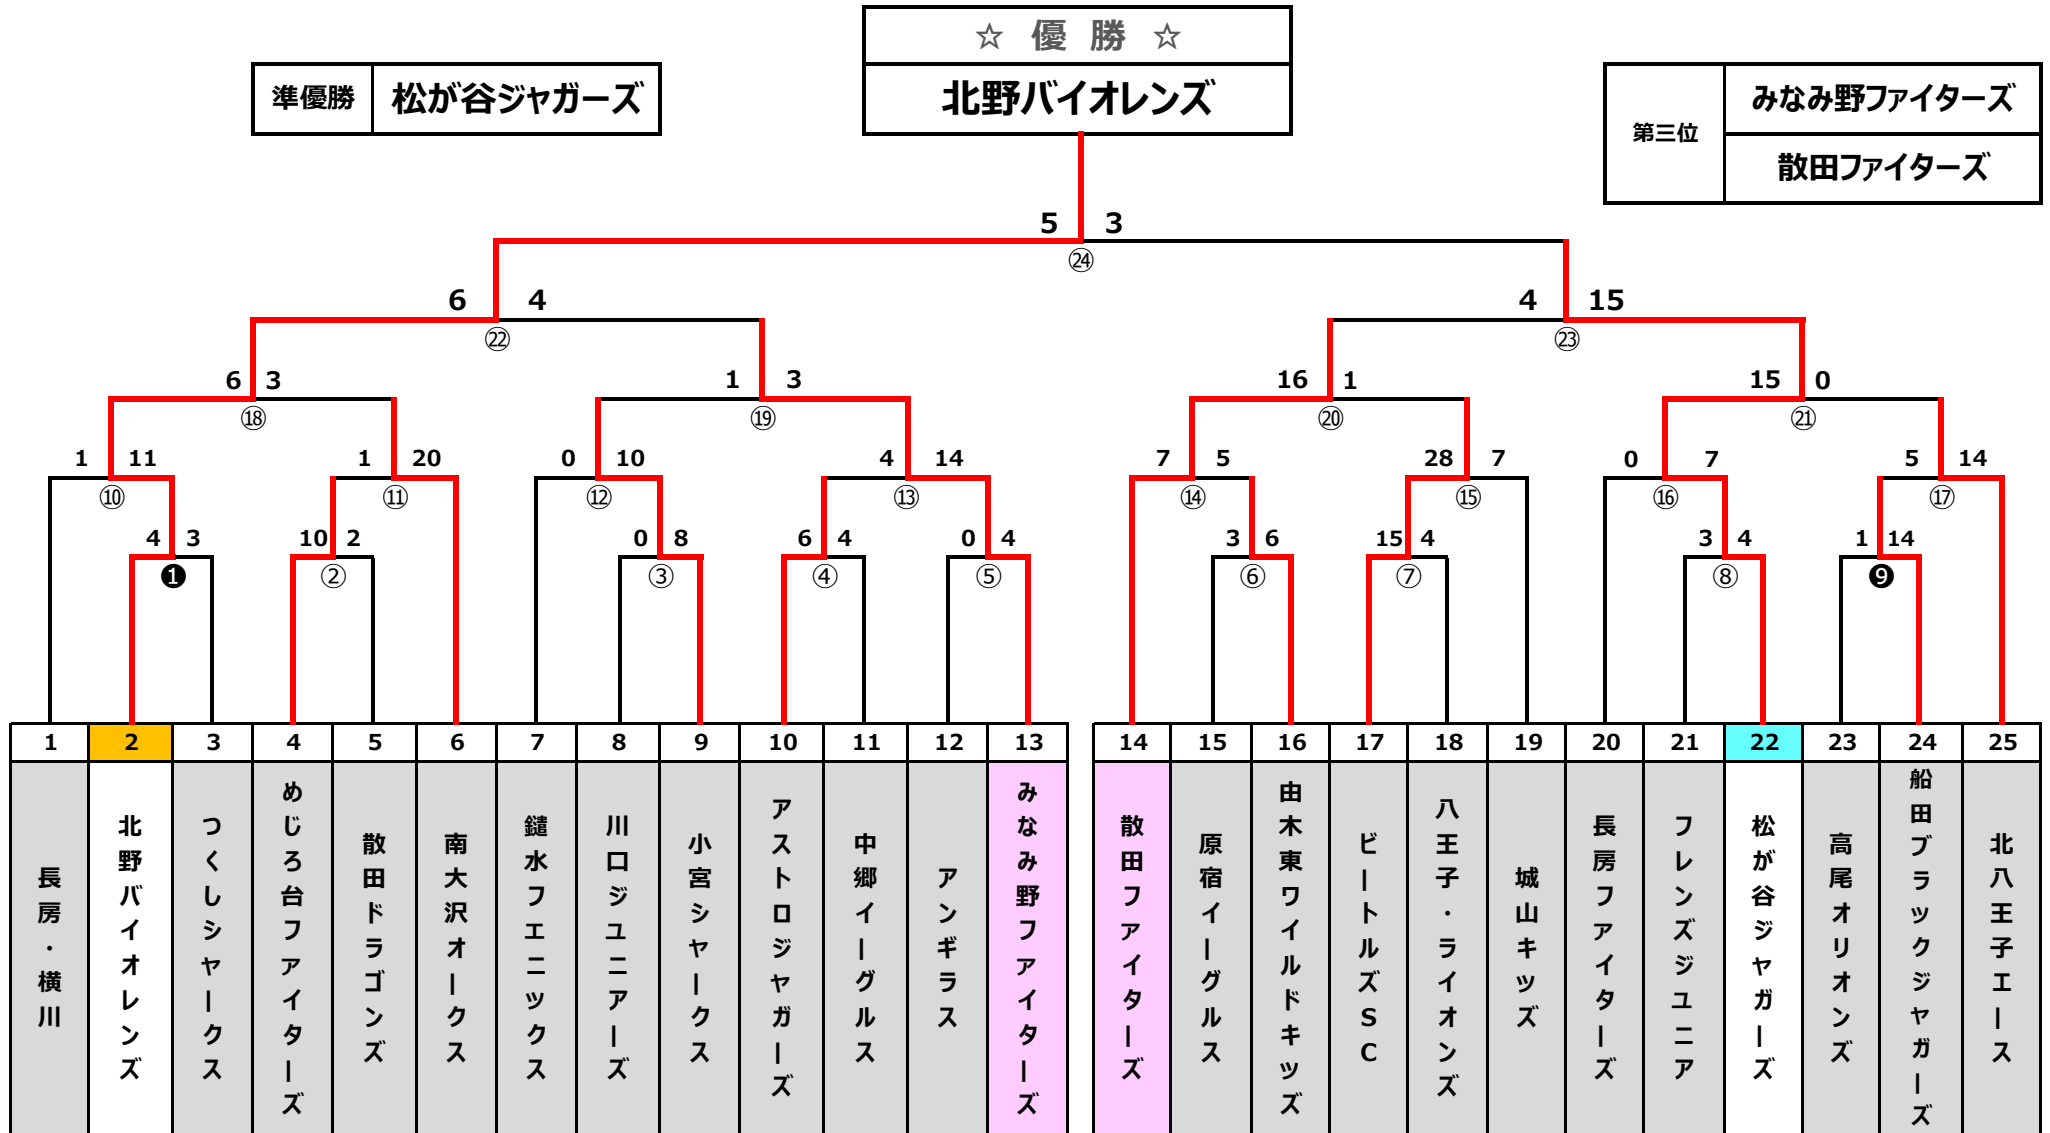 ☆ 優 勝 ☆
北野バイオレンズ
準優勝 松が谷ジャガーズ
第三位
みなみ野ファイターズ
散田ファイターズ
5 3
㉔
6 4
㉒
4 15
㉓
6 3
⑱
1 3
⑲
16 1
⑳
15 0
㉑
1 11
⑩
1 20
⑪
0 10
⑫
4 14
⑬
7 5
⑭
28 7
⑮
0 7
⑯
5 14
⑰
4 3
❶
10 2
②
0 8
③
6 4
④
0 4
⑤
3 6
⑥
15 4
⑦
3 4
⑧
1 14
❾
1 2 3 4 5 6 7 8 9 10 11 12 13 14 15 16 17 18 19 20 21 22 23 24 25
長房・横川
北野バイオレンズ
つくしシャークス
めじろ台ファイターズ
散田ドラゴンズ
南大沢オークス
鑓水フエニックス
川口ジユニアーズ
小宮シャークス
アストロジャガーズ
中郷イーグルス
アンギラス
みなみ野ファイターズ
散田ファイターズ
原宿イーグルス
由木東ワイルドキッズ
ビートルズSC
八王子・ライオンズ
城山キッズ
長房ファイターズ
フレンズジユニア
松が谷ジャガーズ
高尾オリオンズ
船田ブラックジャガーズ
北八王子エース